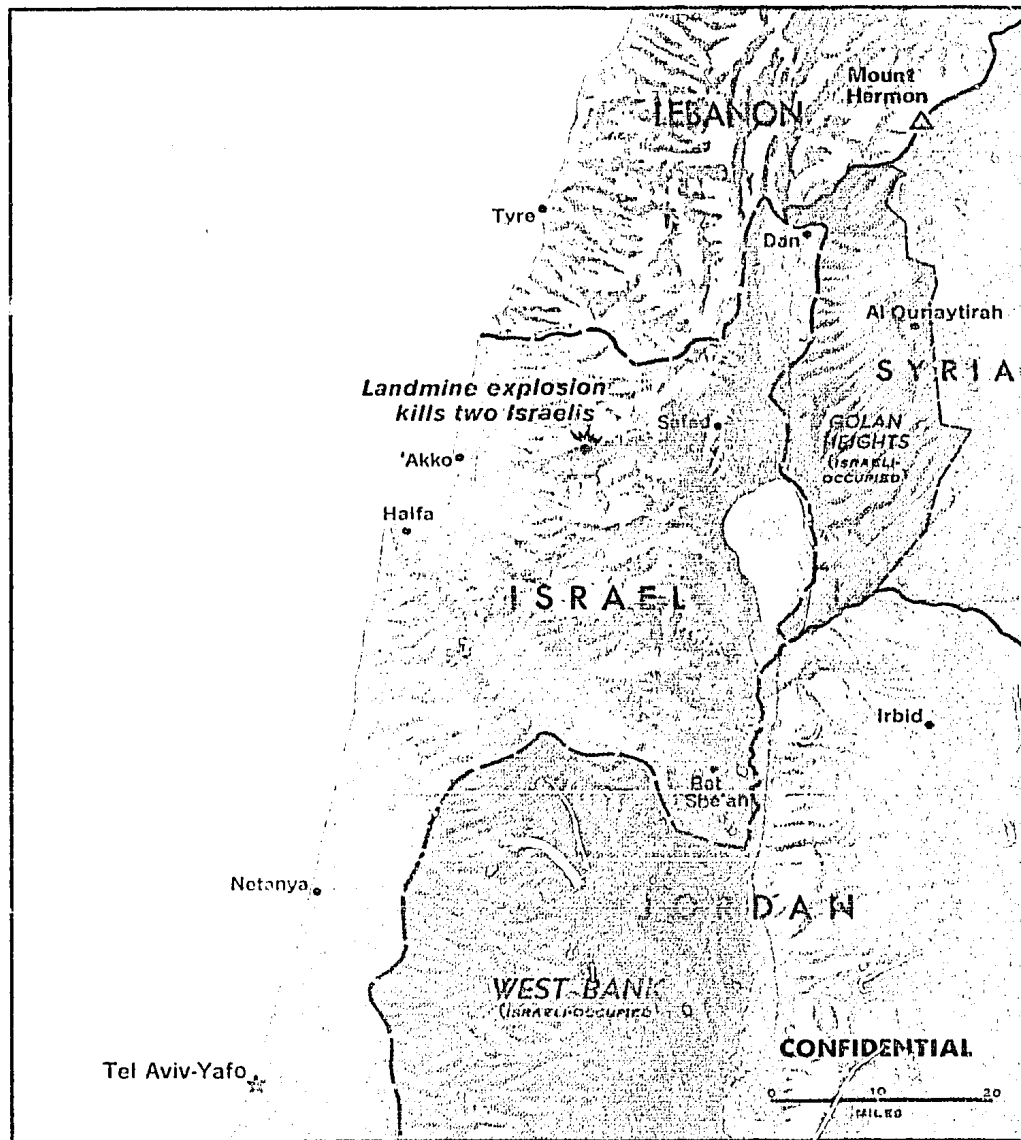 Mount
Hermon
LEBANON
Tyre
Dan
Al Qunaytirah
SYRIA
Landmine explosion
kills two Israelis
Safad
'Akko
GOLAN
HEIGHTS
(ISRAELI-
OCCUPIED)
Haifa
ISRAEL
Irbid
Bet
She'an
Netanya
JORDAN
WEST BANK
(ISRAELI-OCCUPIED)
CONFIDENTIAL
Tel Aviv-Yafo
0 10 20
MILES